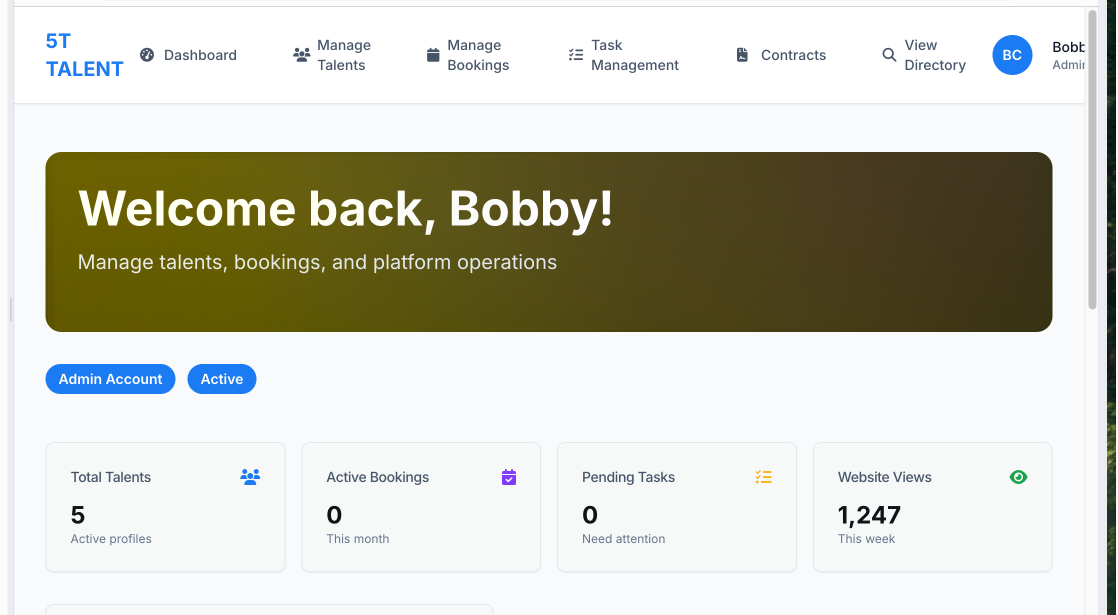 5T
TALENT
Dashboard
Manage
Talents
Manage
Bookings
Task
Management
Contracts
View
Directory
BC
Bobb
Admin
Welcome back, Bobby!
Manage talents, bookings, and platform operations
Admin Account
Active
Total Talents
5
Active profiles
Active Bookings
0
This month
Pending Tasks
0
Need attention
Website Views
1,247
This week